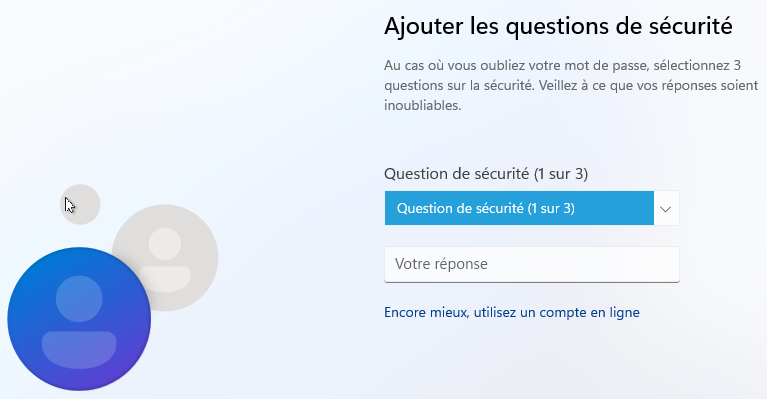 Ajouter les questions de sécurité
Au cas où vous oubliez votre mot de passe, sélectionnez 3
questions sur la sécurité. Veillez à ce que vos réponses soient
inoubliables.
Question de sécurité (1 sur 3)
Question de sécurité (1 sur 3)
Votre réponse
Encore mieux, utilisez un compte en ligne